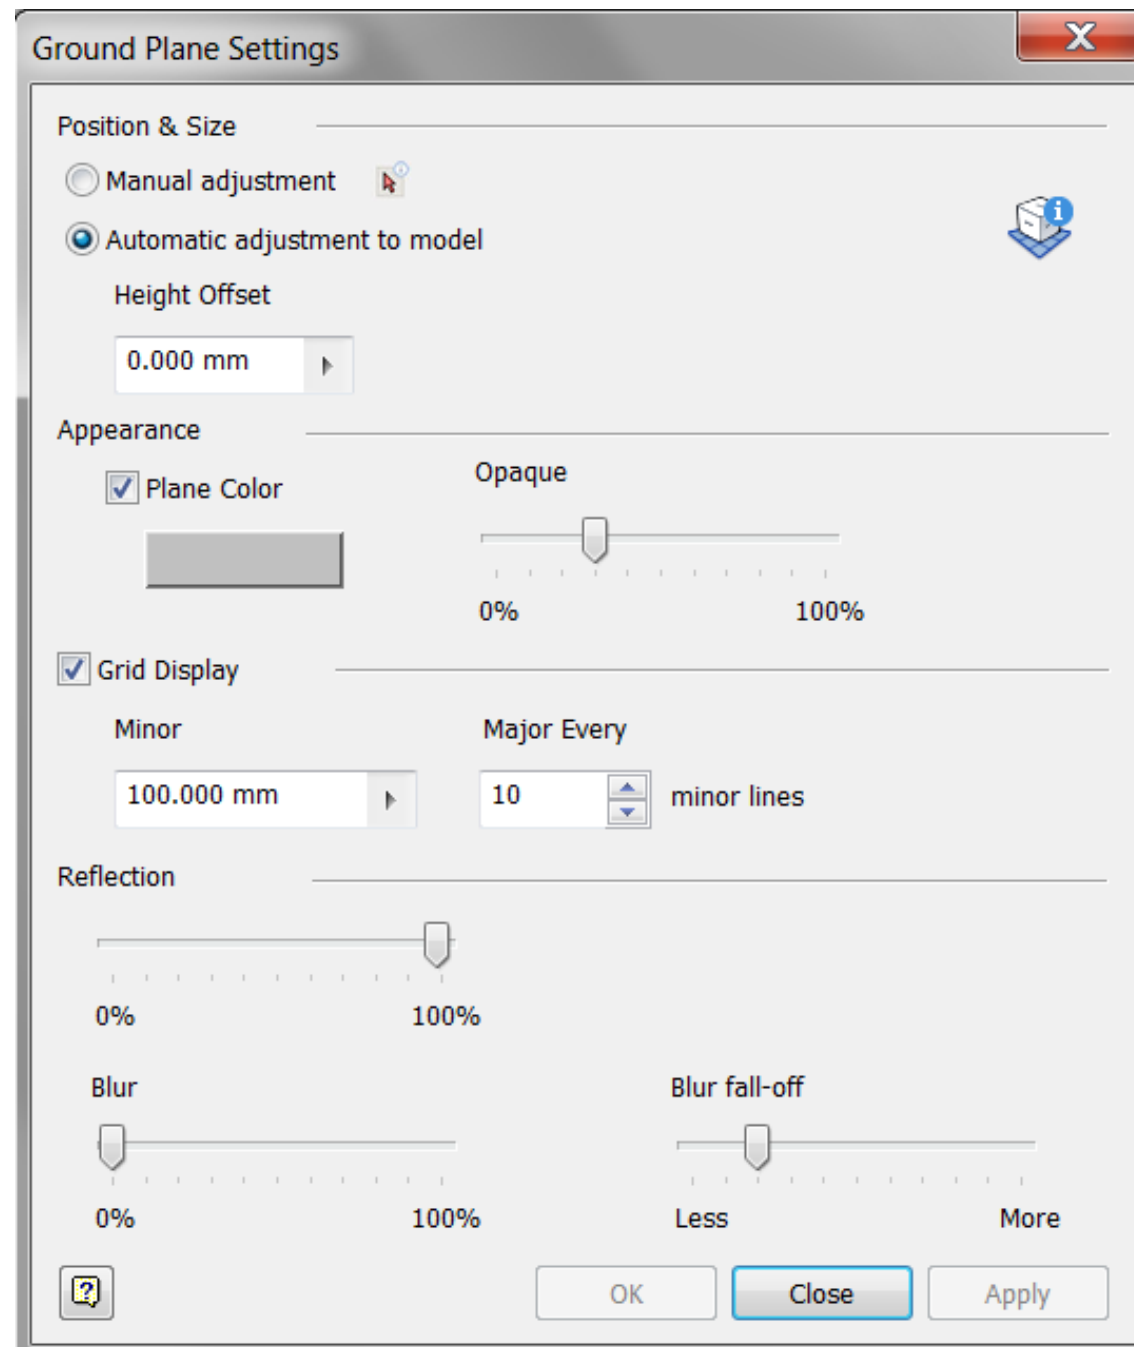 Ground Plane Settings
Position & Size
Manual adjustment
Automatic adjustment to model
Height Offset
0.000 mm
Appearance
Plane Color
Opaque
0% 100%
Grid Display
Minor Major Every
100.000 mm 10 minor lines
Reflection
0% 100%
Blur Blur fall-off
0% 100% Less More
OK Close Apply